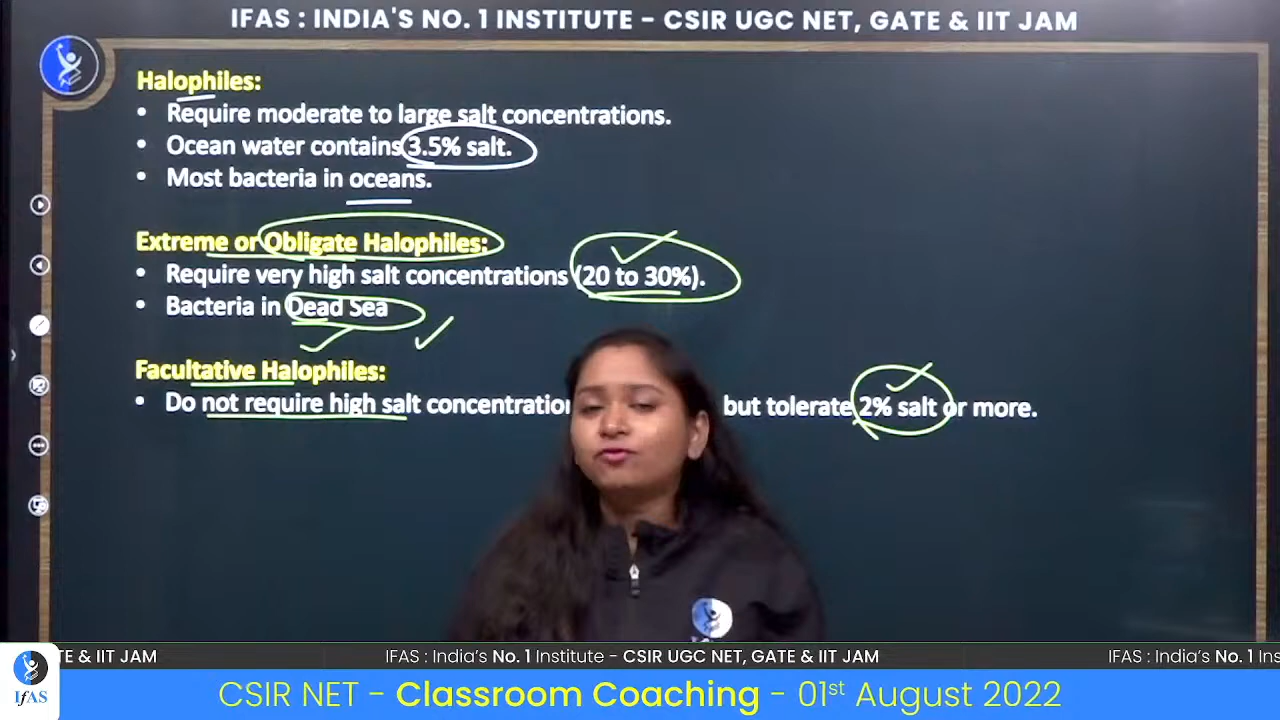 IFAS : INDIA'S NO. 1 INSTITUTE - CSIR UGC NET, GATE & IIT JAM
Halophiles:
• Require moderate to large salt concentrations.
• Ocean water contains 3.5% salt.
• Most bacteria in oceans.
Extreme or Obligate Halophiles:
• Require very high salt concentrations (20 to 30%).
• Bacteria in Dead Sea
Facultative Halophiles:
• Do not require high salt but tolerate 2% salt or more.
TE & IIT JAM IFAS : India's No. 1 Institute - CSIR UGC NET, GATE & IIT JAM IFAS : India's No. 1 Ins
IFAS CSIR NET - Classroom Coaching - 01st August 2022